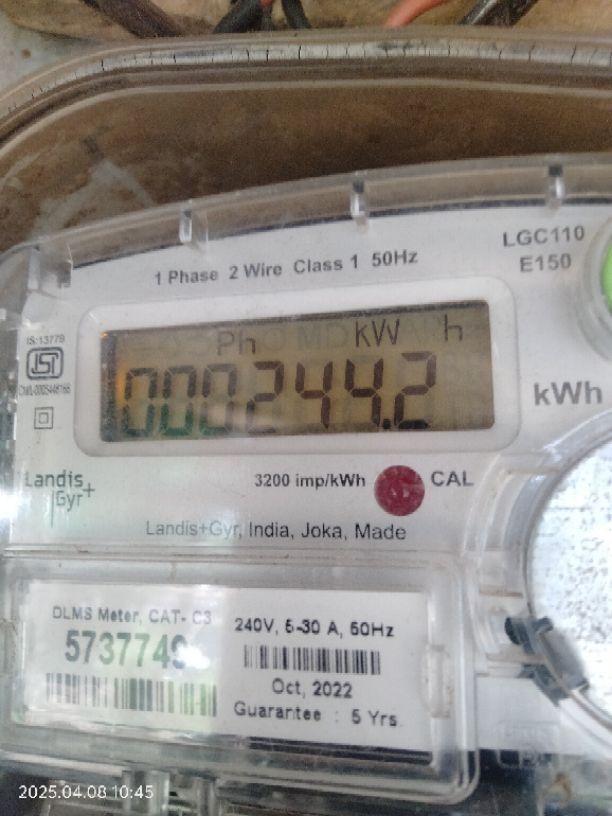 LGC110
E150
1 Phase 2 Wire Class 1 50Hz
IS:13779
ISI
Ph kW h
000244.2
kWh
Landis
Gyr+
3200 imp/kWh CAL
Landis+Gyr, India, Joka, Made
DLMS Meter, CAT- C3
5737749
240V, 5-30 A, 50Hz
Oct, 2022
Guarantee : 5 Yrs.
2025.04.08 10:45